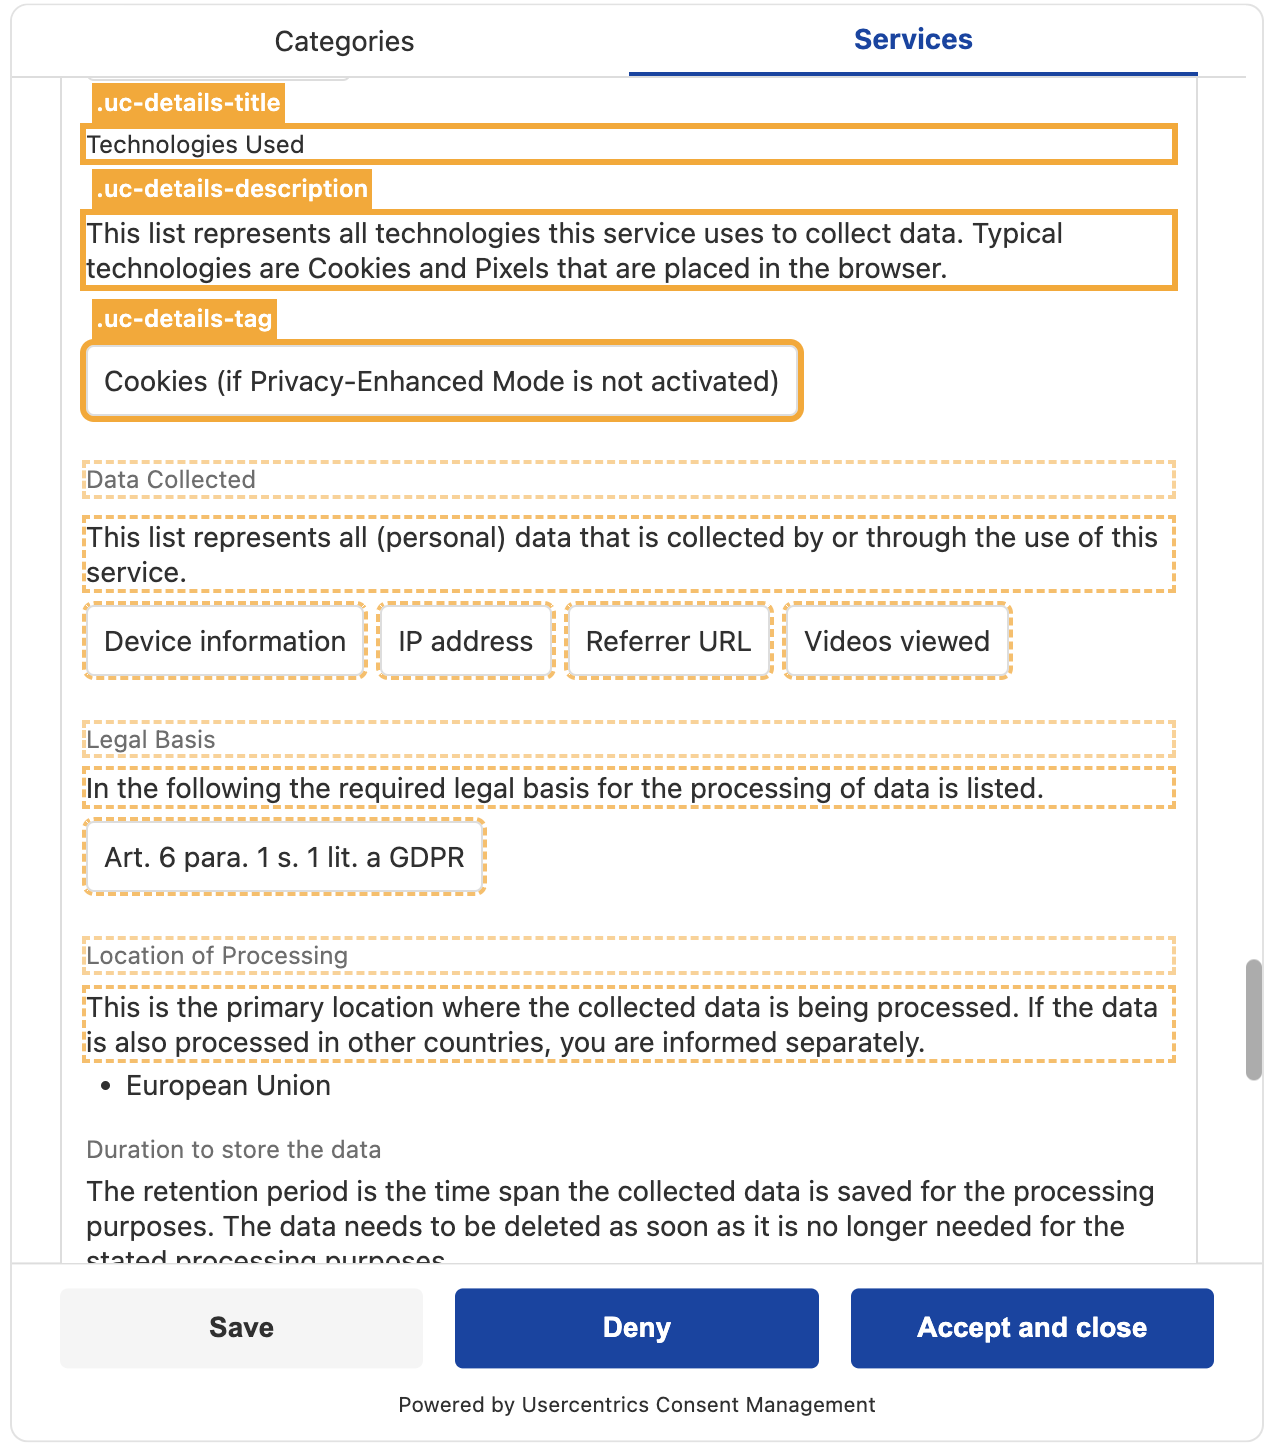 Categories
Services
.uc-details-title
Technologies Used
.uc-details-description
This list represents all technologies this service uses to collect data. Typical
technologies are Cookies and Pixels that are placed in the browser.
.uc-details-tag
Cookies (if Privacy-Enhanced Mode is not activated)
Data Collected
This list represents all (personal) data that is collected by or through the use of this
service.
Device information
IP address
Referrer URL
Videos viewed
Legal Basis
In the following the required legal basis for the processing of data is listed.
Art. 6 para. 1 s. 1 lit. a GDPR
Location of Processing
This is the primary location where the collected data is being processed. If the data
is also processed in other countries, you are informed separately.
• European Union
Duration to store the data
The retention period is the time span the collected data is saved for the processing
purposes. The data needs to be deleted as soon as it is no longer needed for the
stated processing purposes.
Save
Deny
Accept and close
Powered by Usercentrics Consent Management